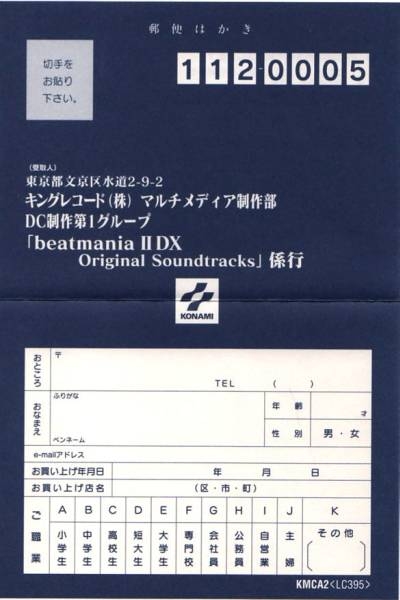 郵便はがき
切手を
お貼り
下さい。
112-0005
(受取人)
東京都文京区水道2-9-2
キングレコード(株) マルチメディア制作部
DC制作第1グループ
「beatmania II DX
Original Soundtracks」係行
KONAMI
おところ
〒
TEL ( )
おなまえ
ふりがな
ペンネーム
年齢
才
性別
男・女
e-mailアドレス
お買い上げ年月日
年 月 日
お買い上げ店名
(区・市・町)
ご職業
A B C D E F G H I J K
小学生 中学生 高校生 短大生 大学生 専門校 会社員 公務員 自営業 主婦 その他
KMCA2<LC395>